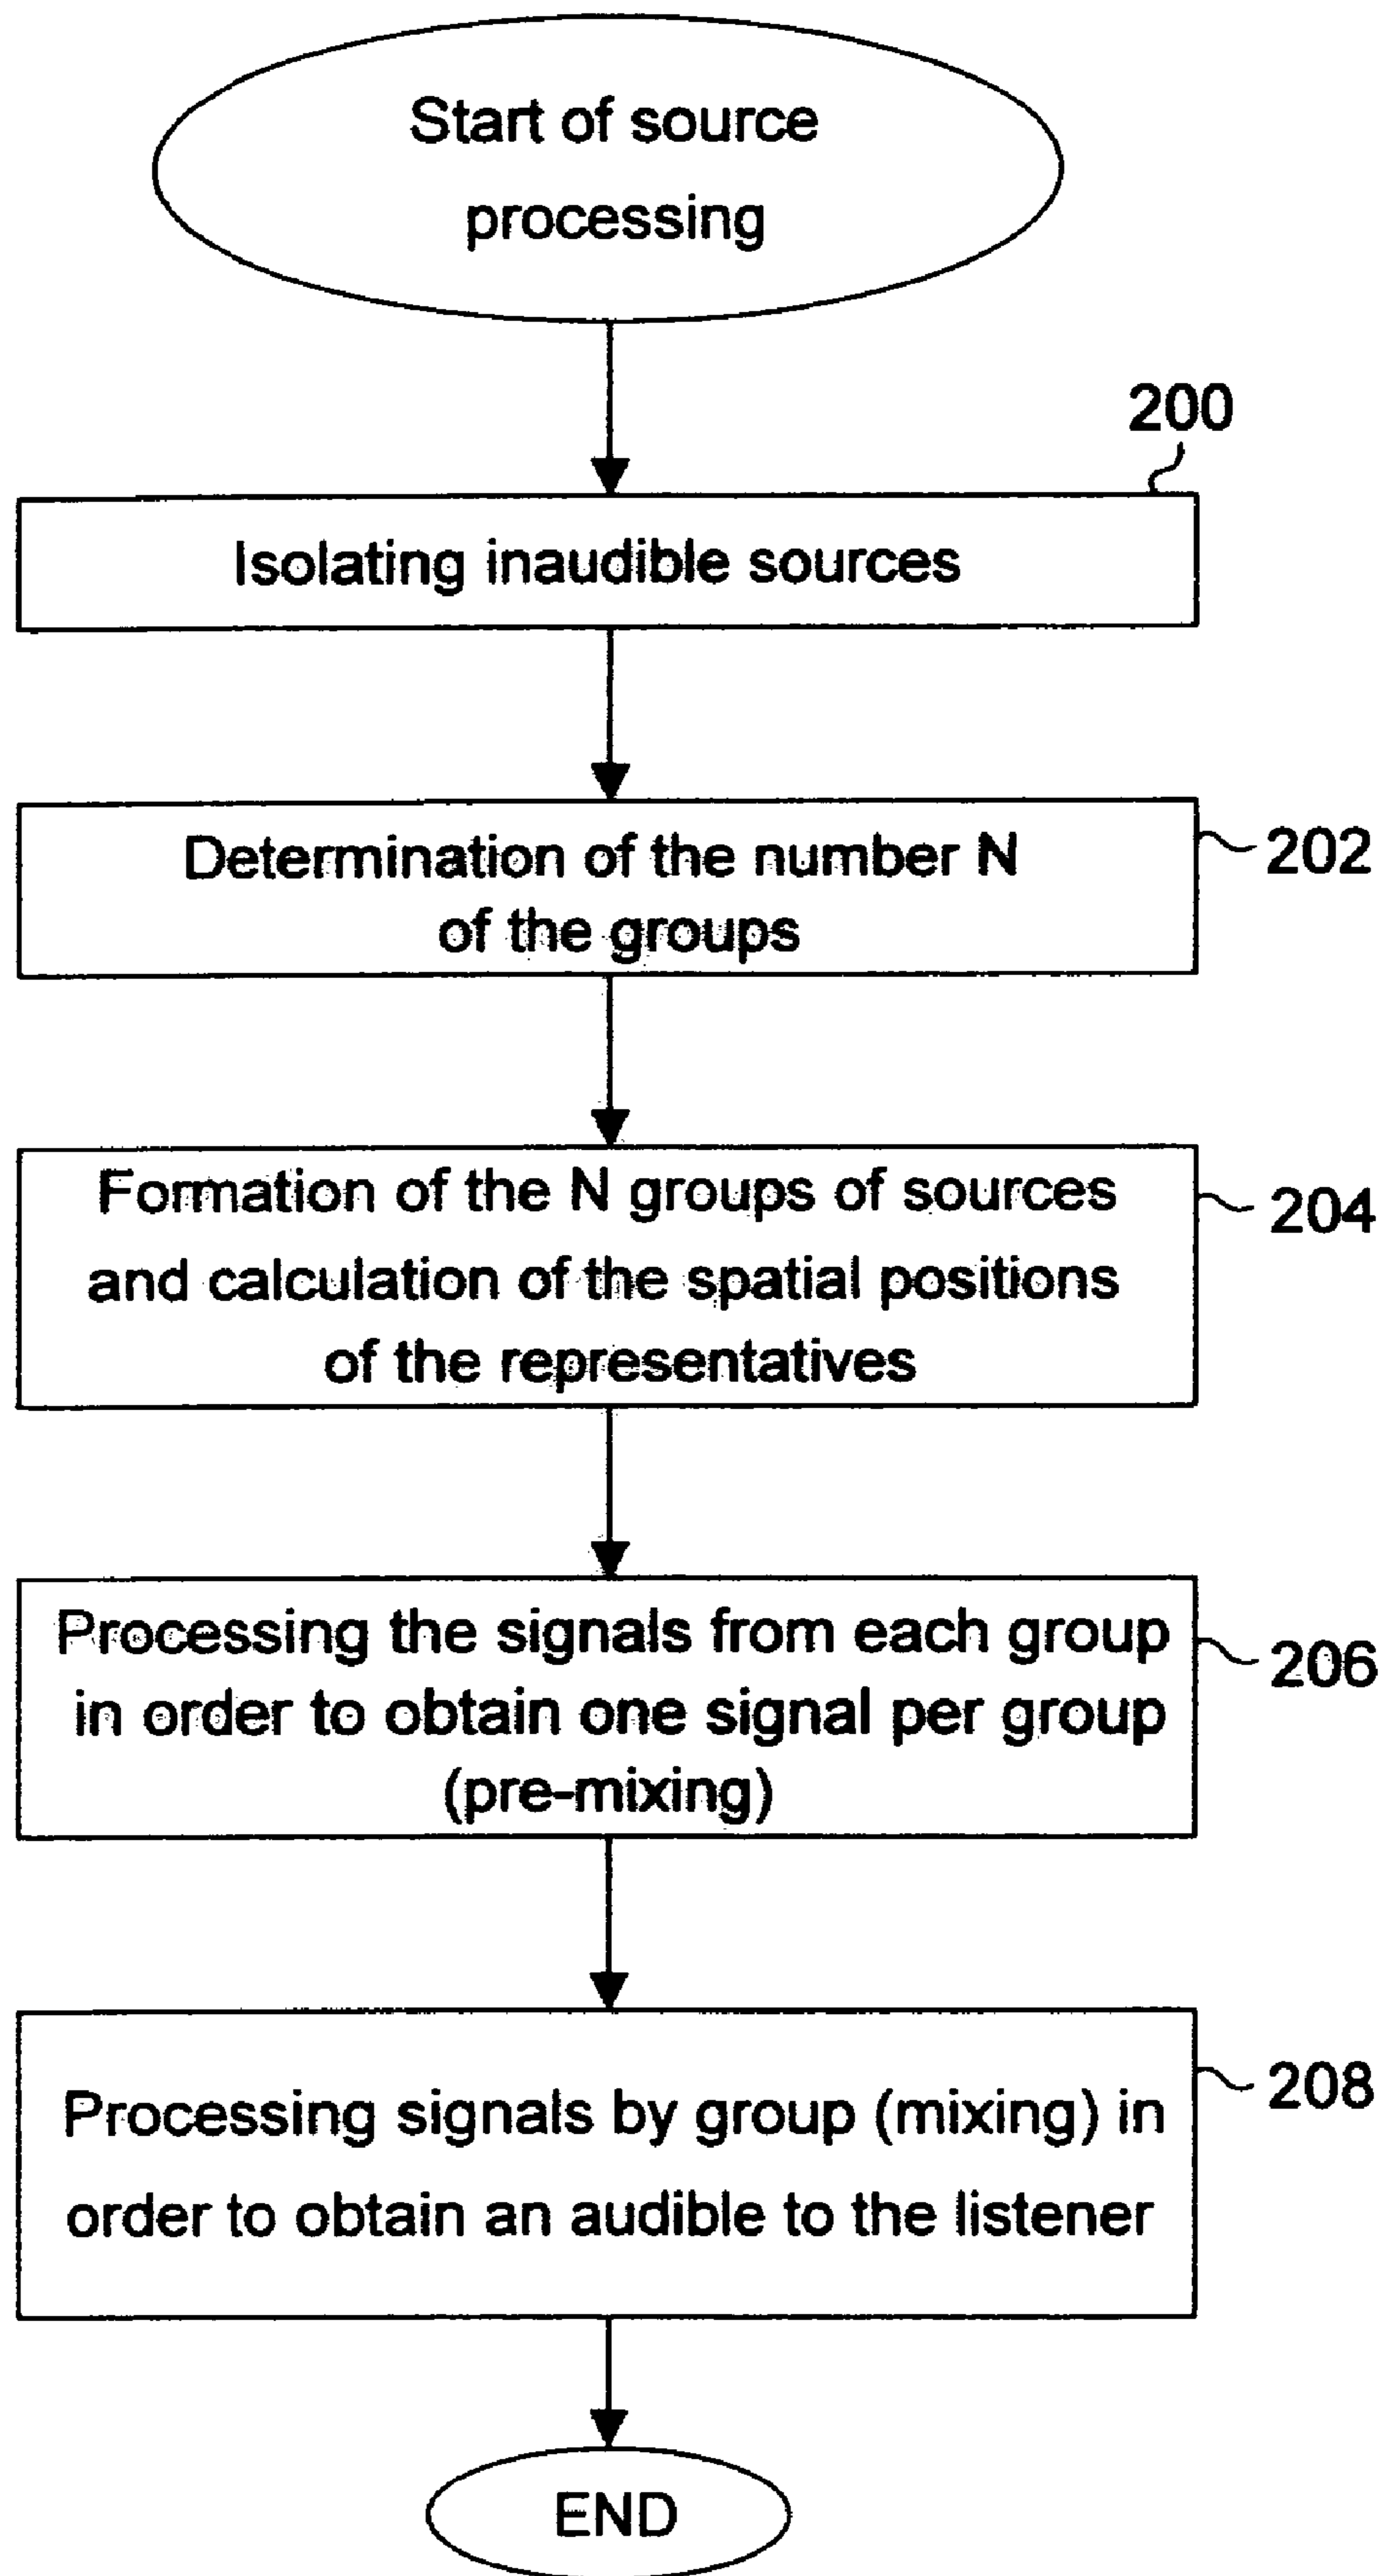 Start of source
processing
200
Isolating inaudible sources
Determination of the number N
of the groups
202
Formation of the N groups of sources
and calculation of the spatial positions
of the representatives
204
Processing the signals from each group
in order to obtain one signal per group
(pre-mixing)
206
Processing signals by group (mixing) in
order to obtain an audible to the listener
208
END